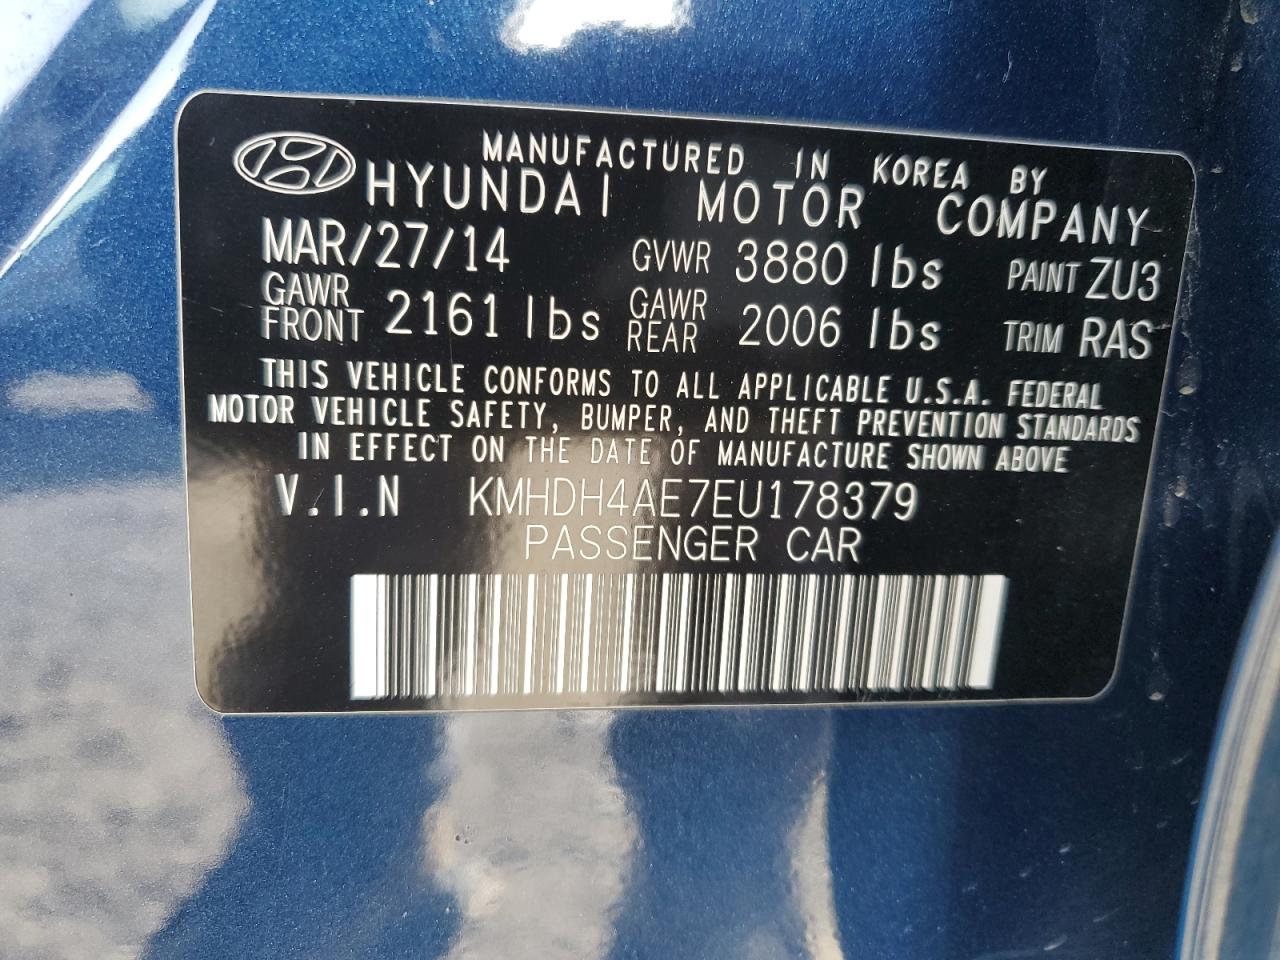 MANUFACTURED IN KOREA BY
HYUNDAI MOTOR COMPANY
MAR/27/14 GVWR 3880 lbs PAINT ZU3
GAWR FRONT 2161 lbs GAWR REAR 2006 lbs TRIM RAS
THIS VEHICLE CONFORMS TO ALL APPLICABLE U.S.A. FEDERAL
MOTOR VEHICLE SAFETY, BUMPER, AND THEFT PREVENTION STANDARDS
IN EFFECT ON THE DATE OF MANUFACTURE SHOWN ABOVE
V.I.N KMHDH4AE7EU178379
PASSENGER CAR